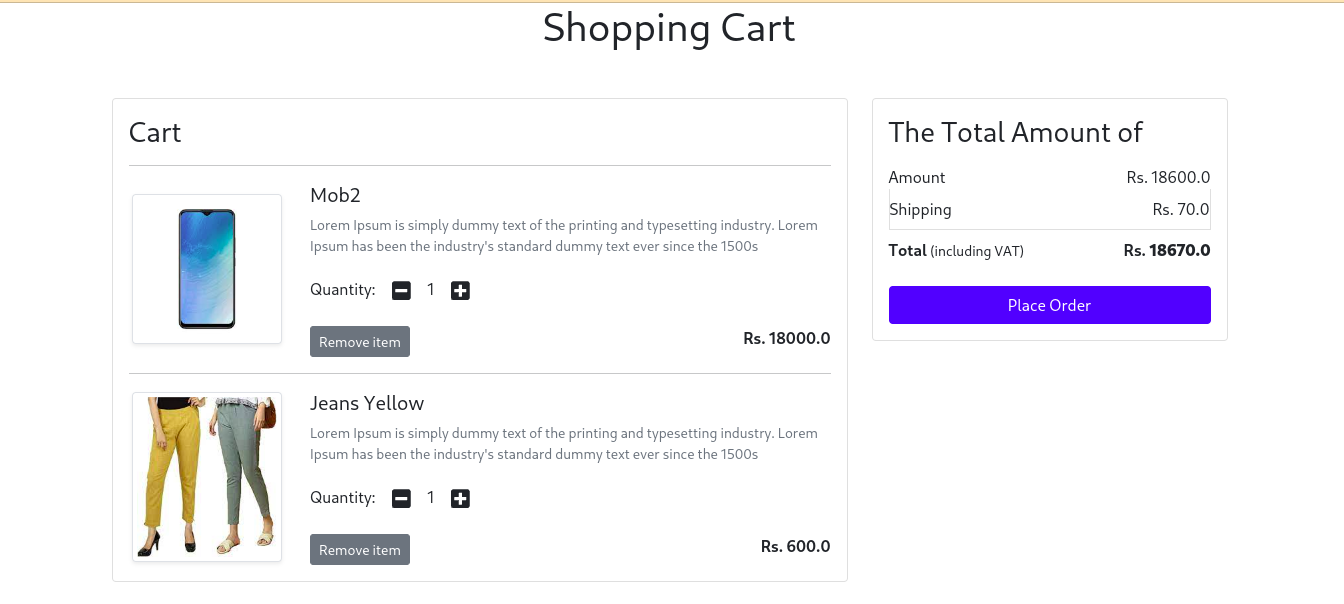 Shopping Cart
Cart
Mob2
Lorem Ipsum is simply dummy text of the printing and typesetting industry. Lorem
Ipsum has been the industry's standard dummy text ever since the 1500s
Quantity: 1
Remove item Rs. 18000.0
Jeans Yellow
Lorem Ipsum is simply dummy text of the printing and typesetting industry. Lorem
Ipsum has been the industry's standard dummy text ever since the 1500s
Quantity: 1
Remove item Rs. 600.0
The Total Amount of
Amount Rs. 18600.0
Shipping Rs. 70.0
Total (including VAT) Rs. 18670.0
Place Order